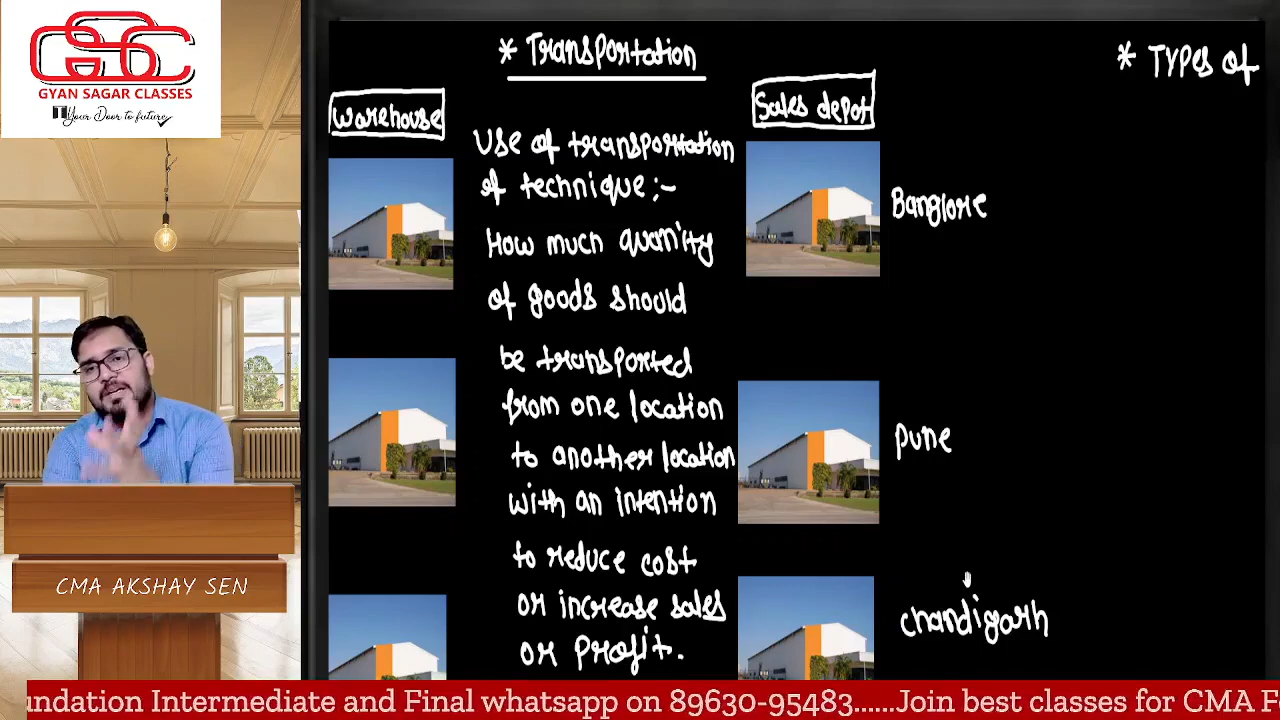 GSC
GYAN SAGAR CLASSES
Your Door to future
* Transportation
* Types of
Warehouse
Sales depot
Use of transportation
of technique :-
How much quantity
of goods should
be transported
from one location
to another location
with an intention
to reduce cost
or increase sales
or Profit.
Banglore
Pune
Chandigarh
CMA AKSHAY SEN
undation Intermediate and Final whatsapp on 89630-95483......Join best classes for CMA F